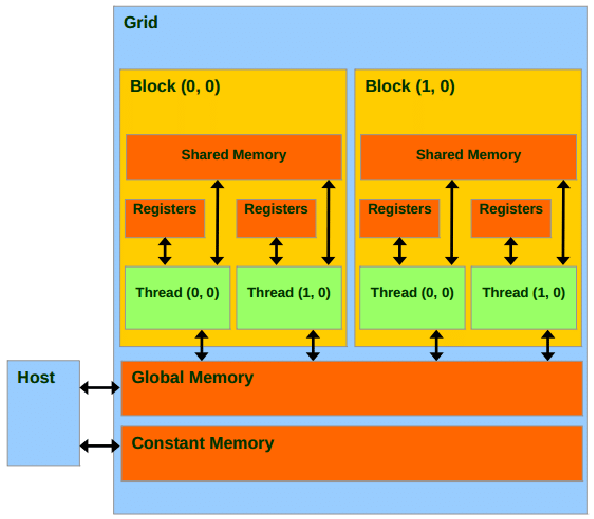 Grid
Block (0, 0)
Block (1, 0)
Shared Memory
Shared Memory
Registers
Registers
Registers
Registers
Thread (0, 0)
Thread (1, 0)
Thread (0, 0)
Thread (1, 0)
Host
Global Memory
Constant Memory